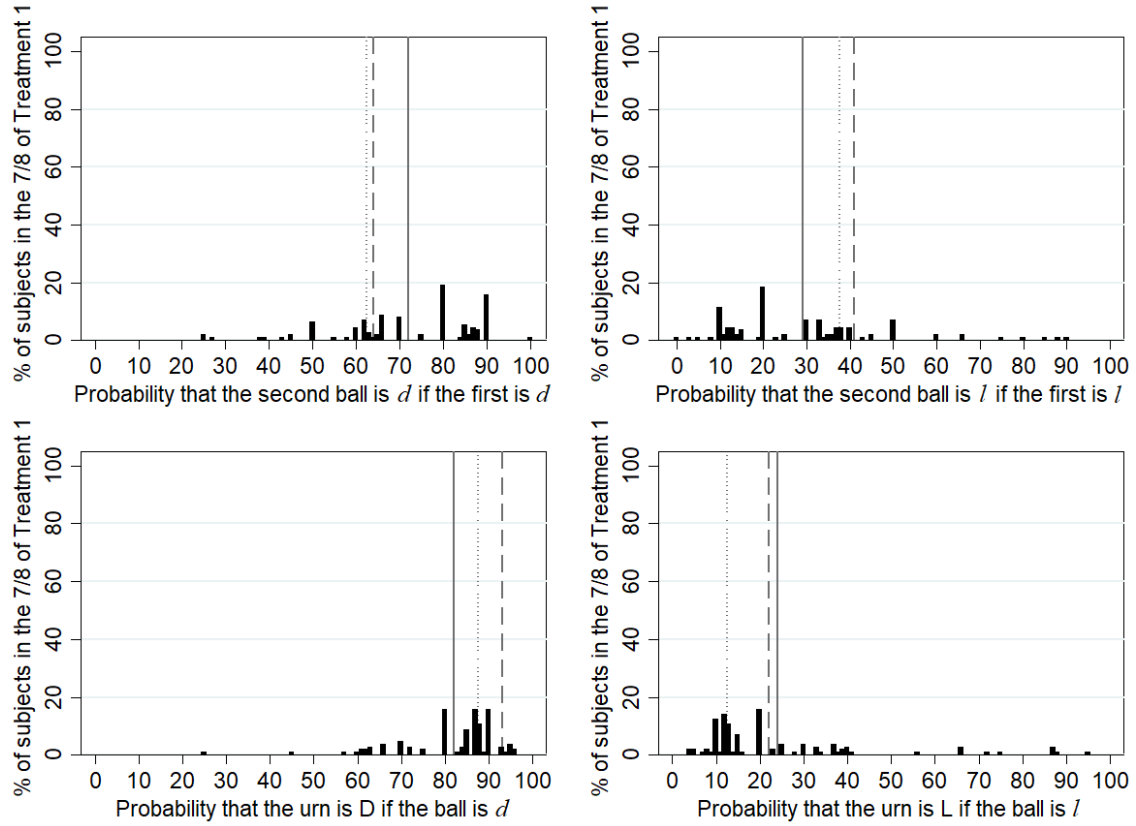 % of subjects in the 7/8 of Treatment 1
0 20 40 60 80 100
0 10 20 30 40 50 60 70 80 90 100
Probability that the second ball is d if the first is d
% of subjects in the 7/8 of Treatment 1
0 20 40 60 80 100
0 10 20 30 40 50 60 70 80 90 100
Probability that the second ball is l if the first is l
% of subjects in the 7/8 of Treatment 1
0 20 40 60 80 100
0 10 20 30 40 50 60 70 80 90 100
Probability that the urn is D if the ball is d
% of subjects in the 7/8 of Treatment 1
0 20 40 60 80 100
0 10 20 30 40 50 60 70 80 90 100
Probability that the urn is L if the ball is l